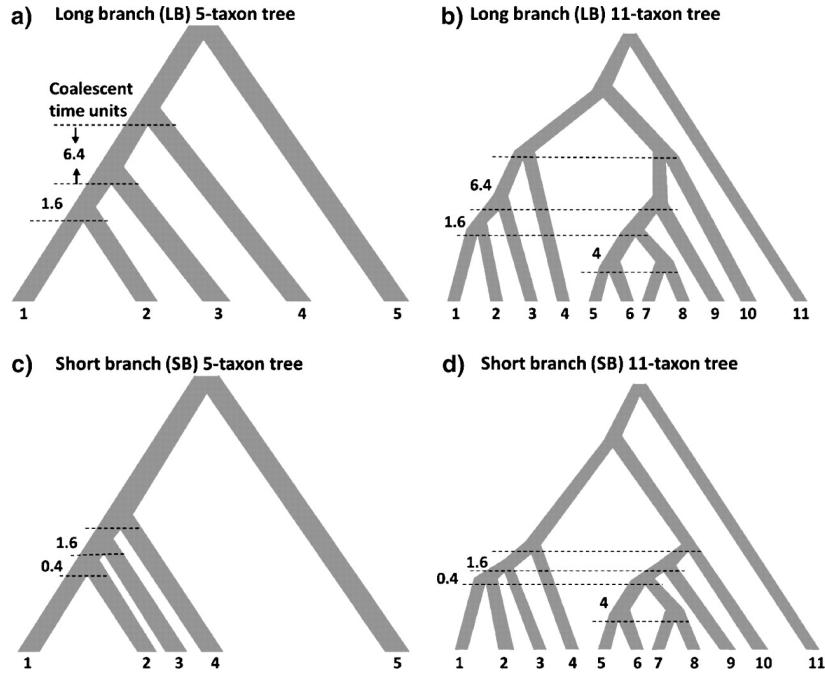 a) Long branch (LB) 5-taxon tree
Coalescent
time units
6.4
1.6
1 2 3 4 5
b) Long branch (LB) 11-taxon tree
6.4
1.6
4
1 2 3 4 5 6 7 8 9 10 11
c) Short branch (SB) 5-taxon tree
1.6
0.4
1 2 3 4 5
d) Short branch (SB) 11-taxon tree
1.6
0.4
4
1 2 3 4 5 6 7 8 9 10 11